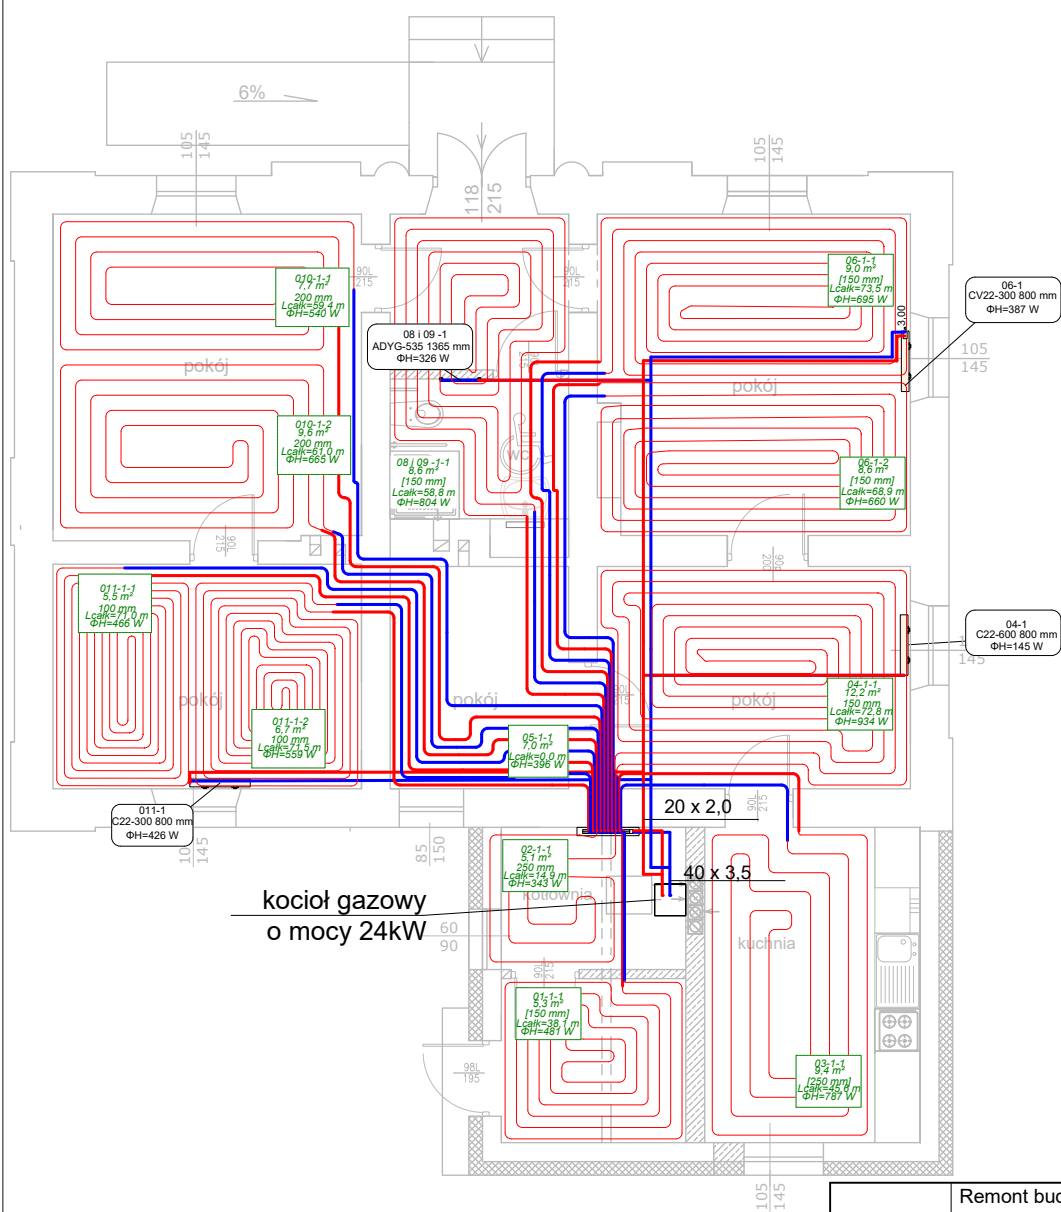 6%
105
145
118
215
105
145
010-1-1
7,7 m²
200 mm
Lcałk=59,4 m
ΦH=540 W
90L
215
90L
215
06-1-1
9,0 m²
[150 mm]
Lcałk=73,5 m
ΦH=695 W
06-1
CV22-300 800 mm
ΦH=387 W
3,00
08 i 09 -1
ADYG-535 1365 mm
ΦH=326 W
105
145
pokój
pokój
010-1-2
9,6 m²
200 mm
Lcałk=61,0 m
ΦH=665 W
WC
08 i 09 -1-1
8,6 m²
[150 mm]
Lcałk=58,8 m
ΦH=804 W
06-1-2
8,6 m²
[150 mm]
Lcałk=68,9 m
ΦH=660 W
90L
215
90P
200
011-1-1
5,5 m²
100 mm
Lcałk=71,0 m
ΦH=466 W
04-1
C22-600 800 mm
ΦH=145 W
145
pokój
pokój
pokój
90L
215
04-1-1
12,2 m²
150 mm
Lcałk=72,8 m
ΦH=934 W
011-1-2
6,7 m²
100 mm
Lcałk=71,5 m
ΦH=559 W
05-1-1
7,0 m²
Lcałk=0,0 m
ΦH=396 W
011-1
C22-300 800 mm
ΦH=426 W
145
85
150
20 x 2,0
90L
215
02-1-1
5,1 m²
250 mm
Lcałk=14,9 m
ΦH=343 W
40 x 3,5
kotłownia
kocioł gazowy
o mocy 24kW
60
90
kuchnia
90L
215
01-1-1
5,3 m²
[150 mm]
Lcałk=38,1 m
ΦH=481 W
98L
195
03-1-1
9,4 m²
[250 mm]
Lcałk=45,6 m
ΦH=787 W
105
145
Remont bud